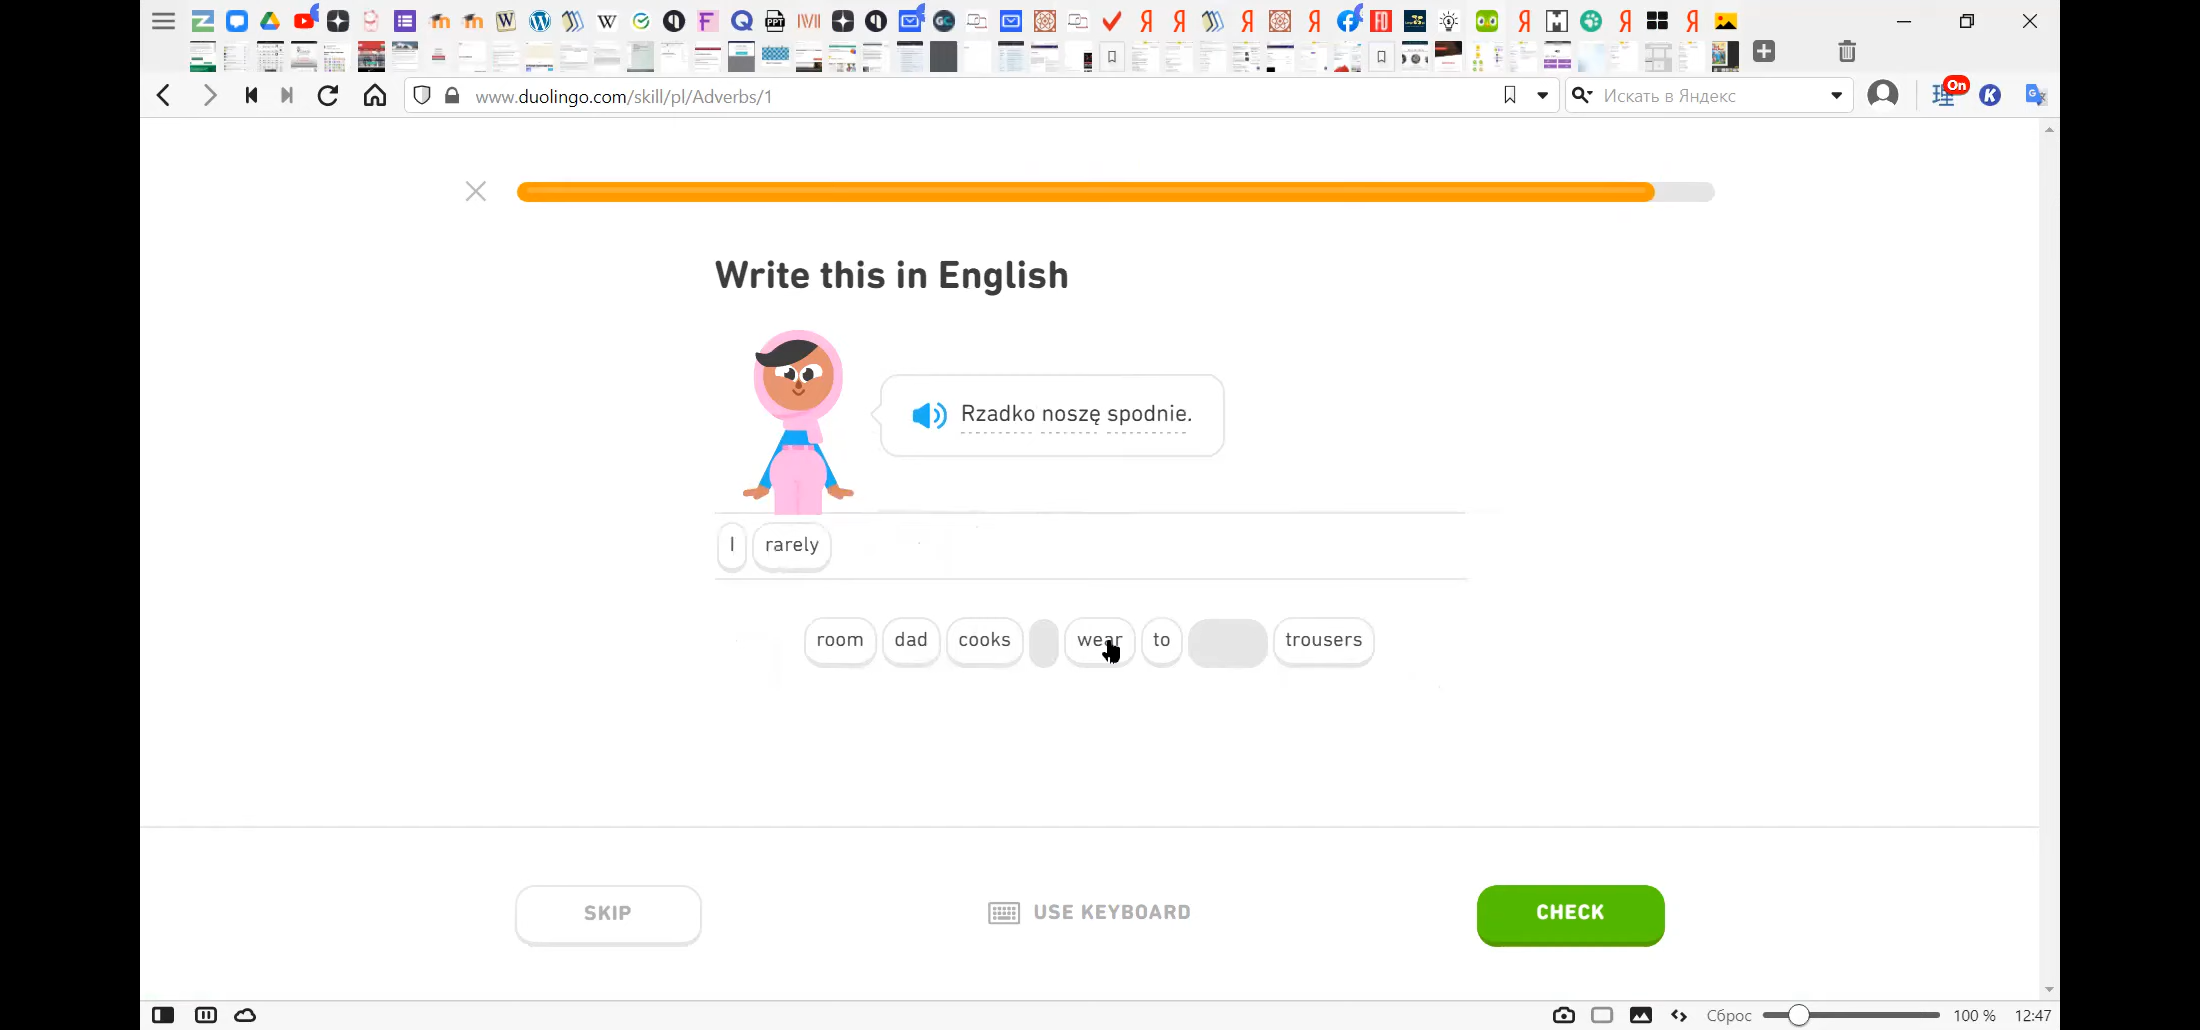 On
www.duolingo.com/skill/pl/Adverbs/1
Искать в Яндекс
Write this in English
Rzadko noszę spodnie.
I rarely
room dad cooks wear to trousers
SKIP
USE KEYBOARD
CHECK
Сброс
100 %
12:47